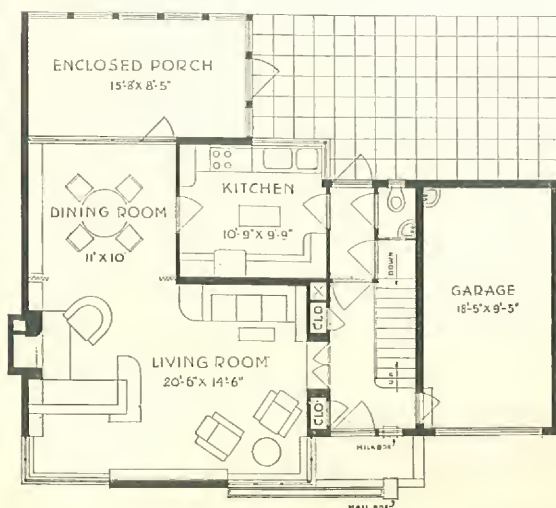 ENCLOSED PORCH
15'-8" X 8'-5"
KITCHEN
10'-9" X 9'-9"
DINING ROOM
11' X 10'
DOWN
GARAGE
18'-5" X 9'-5"
CLO
LIVING ROOM
20'-6" X 14'-6"
UP
CLO
MILK BOX
MAIL BOX